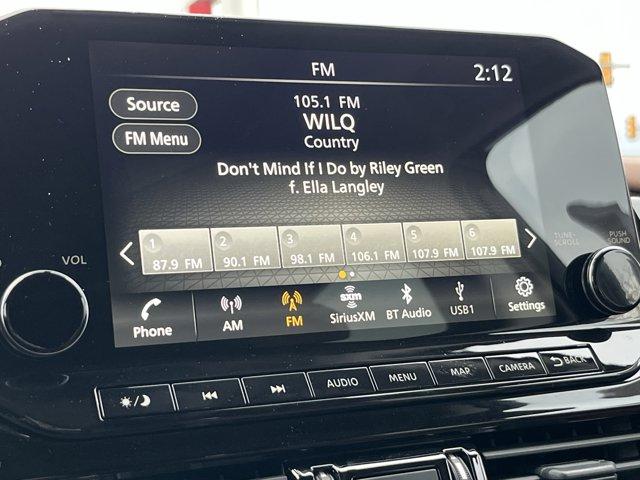 FM
2:12
Source
FM Menu
105.1 FM
WILQ
Country
Don't Mind If I Do by Riley Green
f. Ella Langley
1 2 3 4 5 6
87.9 FM 90.1 FM 98.1 FM 106.1 FM 107.9 FM 107.9 FM
VOL
TUNE-
SCROLL
PUSH
SOUND
sxm
Phone AM FM SiriusXM BT Audio USB1 Settings
AUDIO MENU MAP CAMERA BACK